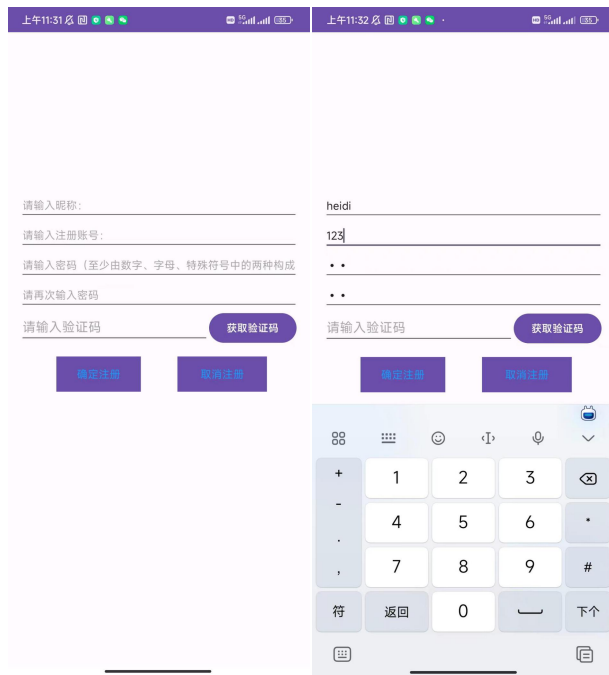 上午11:31
5G
35
请输入昵称：
请输入注册账号：
请输入密码（至少由数字、字母、特殊符号中的两种构成
请再次输入密码
请输入验证码 获取验证码
确定注册 取消注册
上午11:32
5G
35
heidi
123
请输入验证码 获取验证码
确定注册 取消注册
+ 1 2 3
- 4 5 6 *
. 
, 7 8 9 #
符 返回 0 下个